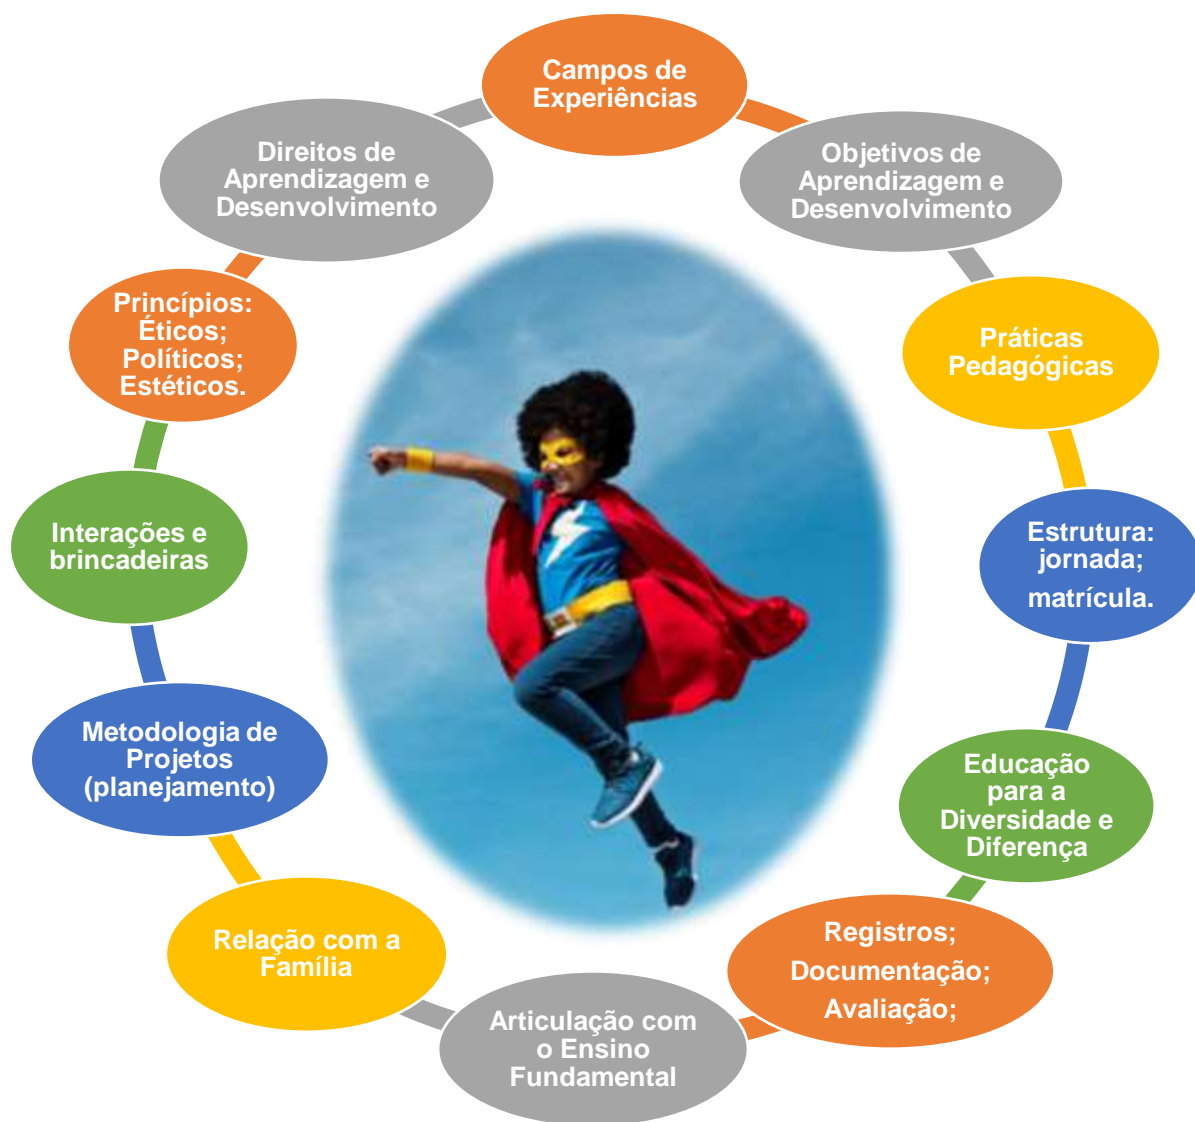 Campos de
Experiências
Objetivos de
Aprendizagem e
Desenvolvimento
Práticas
Pedagógicas
Estrutura:
jornada;
matrícula.
Educação
para a
Diversidade e
Diferença
Registros;
Documentação;
Avaliação;
Articulação com
o Ensino
Fundamental
Relação com a
Família
Metodologia de
Projetos
(planejamento)
Interações e
brincadeiras
Princípios:
Éticos;
Políticos;
Estéticos.
Direitos de
Aprendizagem e
Desenvolvimento